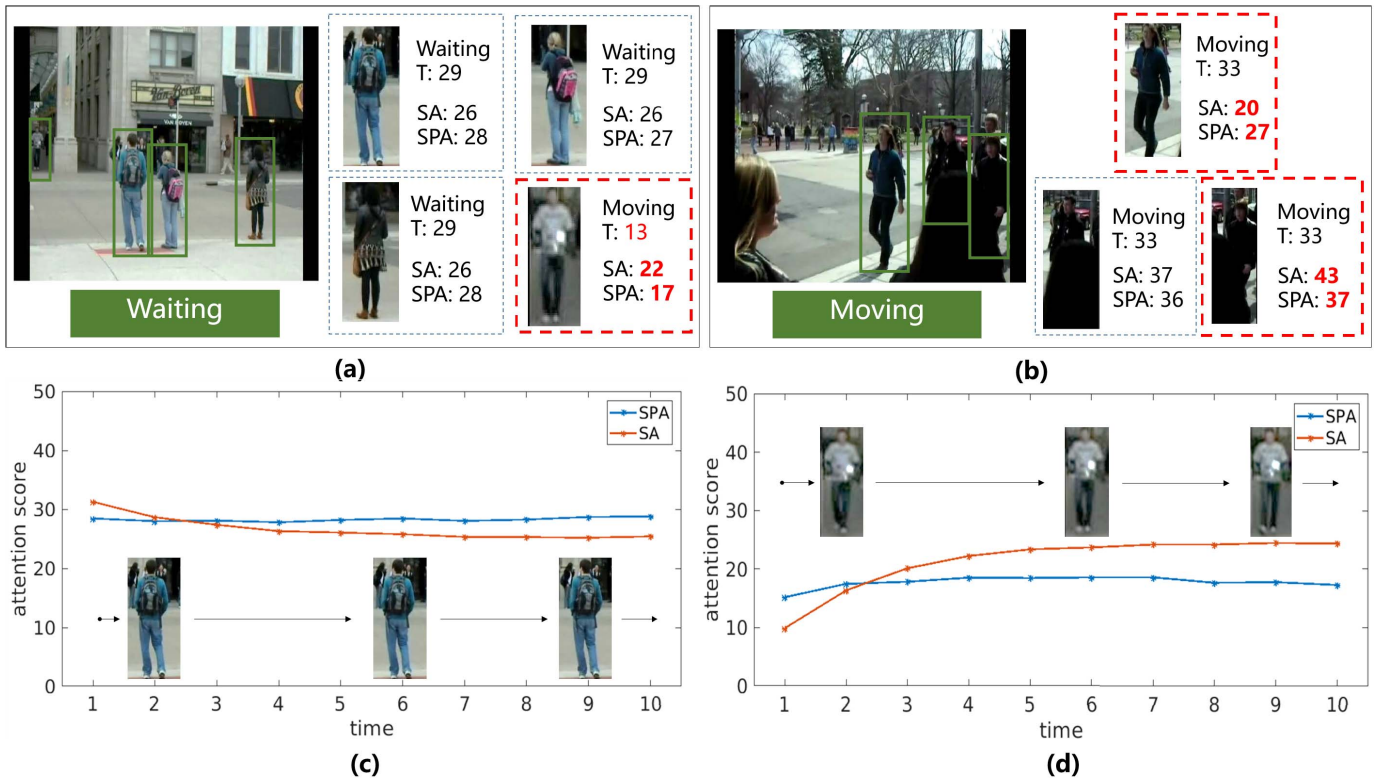 Waiting
T: 29
SA: 26
SPA: 28
Waiting
T: 29
SA: 26
SPA: 27
Waiting
T: 29
SA: 26
SPA: 28
Moving
T: 13
SA: 22
SPA: 17
Waiting
(a)
Moving
T: 33
SA: 20
SPA: 27
Moving
T: 33
SA: 37
SPA: 36
Moving
T: 33
SA: 43
SPA: 37
Moving
(b)
50
40
30
20
10
0
attention score
SPA
SA
1 2 3 4 5 6 7 8 9 10
time
(c)
50
40
30
20
10
0
attention score
SPA
SA
1 2 3 4 5 6 7 8 9 10
time
(d)